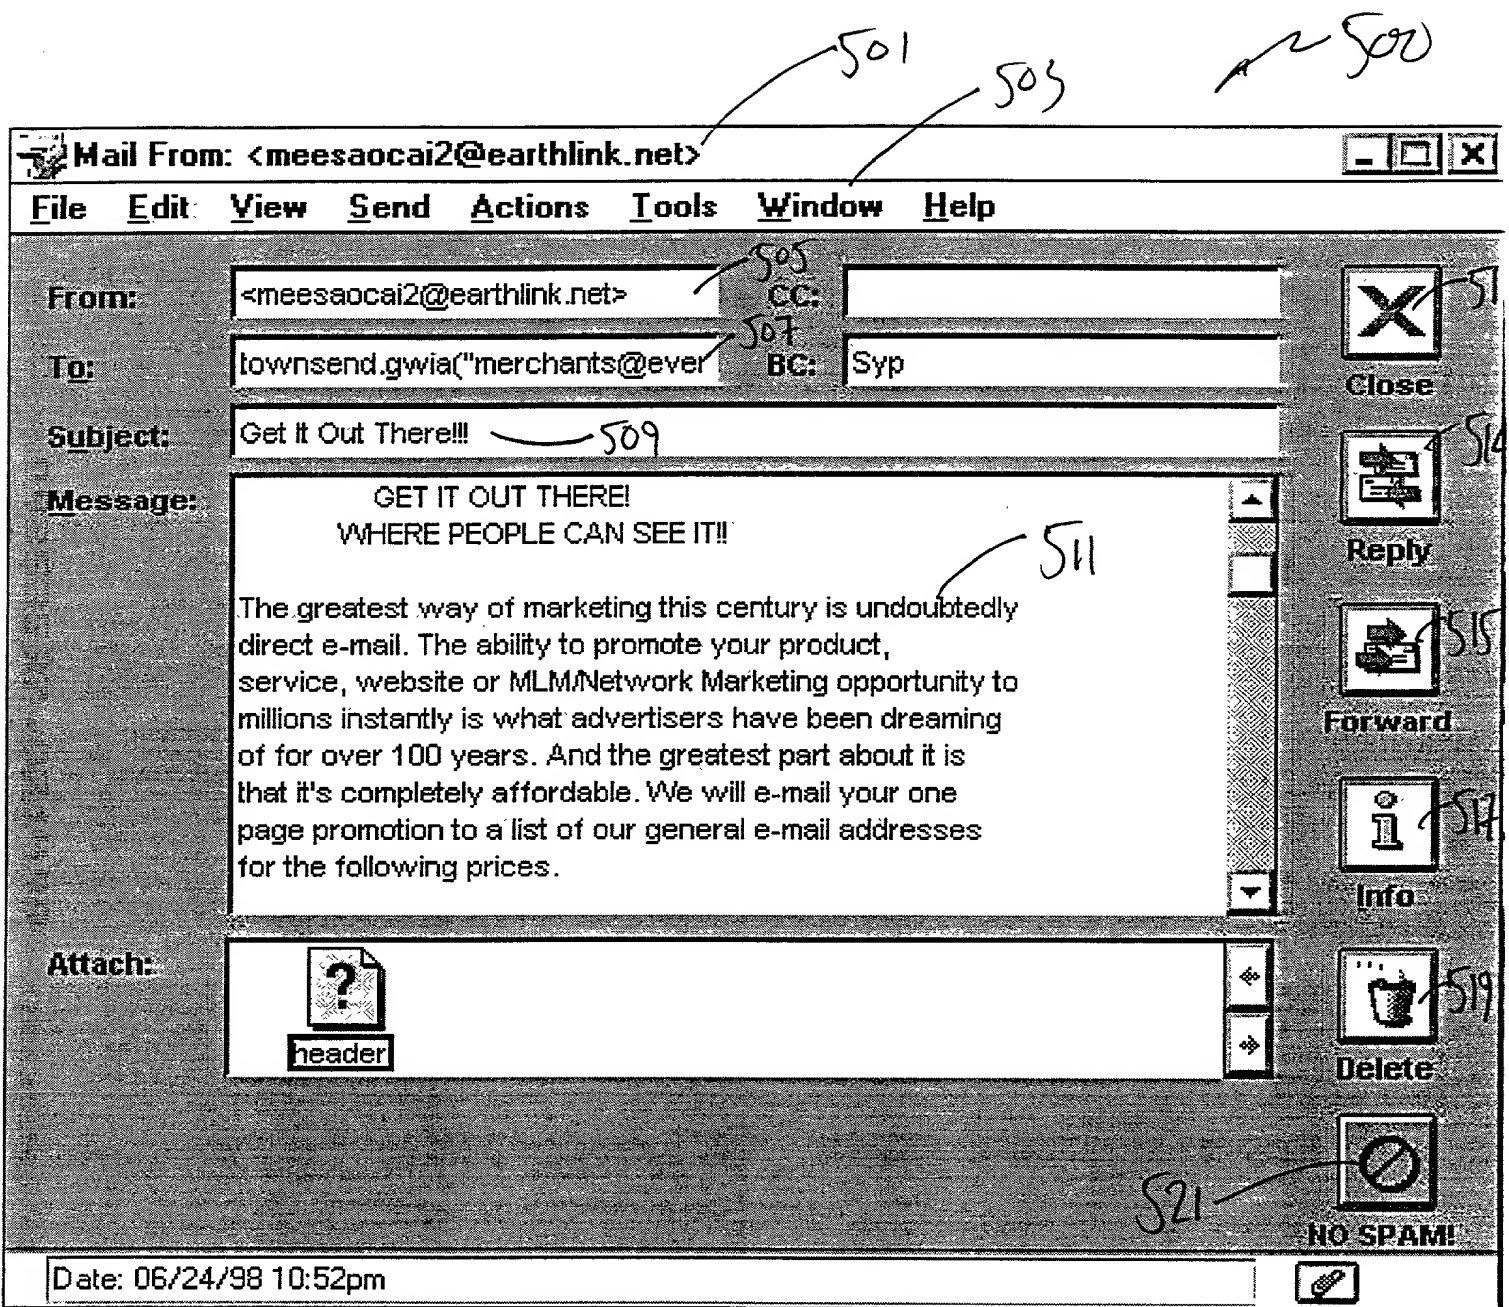 501
503
500
Mail From: <meesaocai2@earthlink.net>
File Edit View Send Actions Tools Window Help
From: <meesaocai2@earthlink.net> 505 CC:
To: townsend.gwia("merchants@ever 507 BC: Syp
Close
Subject: Get It Out There!!! 509
Message: GET IT OUT THERE!
WHERE PEOPLE CAN SEE IT!!
511
Reply
The greatest way of marketing this century is undoubtedly
direct e-mail. The ability to promote your product,
515
service, website or MLM/Network Marketing opportunity to
millions instantly is what advertisers have been dreaming
Forward
of for over 100 years. And the greatest part about it is
that it's completely affordable. We will e-mail your one
517
page promotion to a list of our general e-mail addresses
for the following prices.
Info
Attach:
header
519
Delete
521
NO SPAM!
Date: 06/24/98 10:52pm